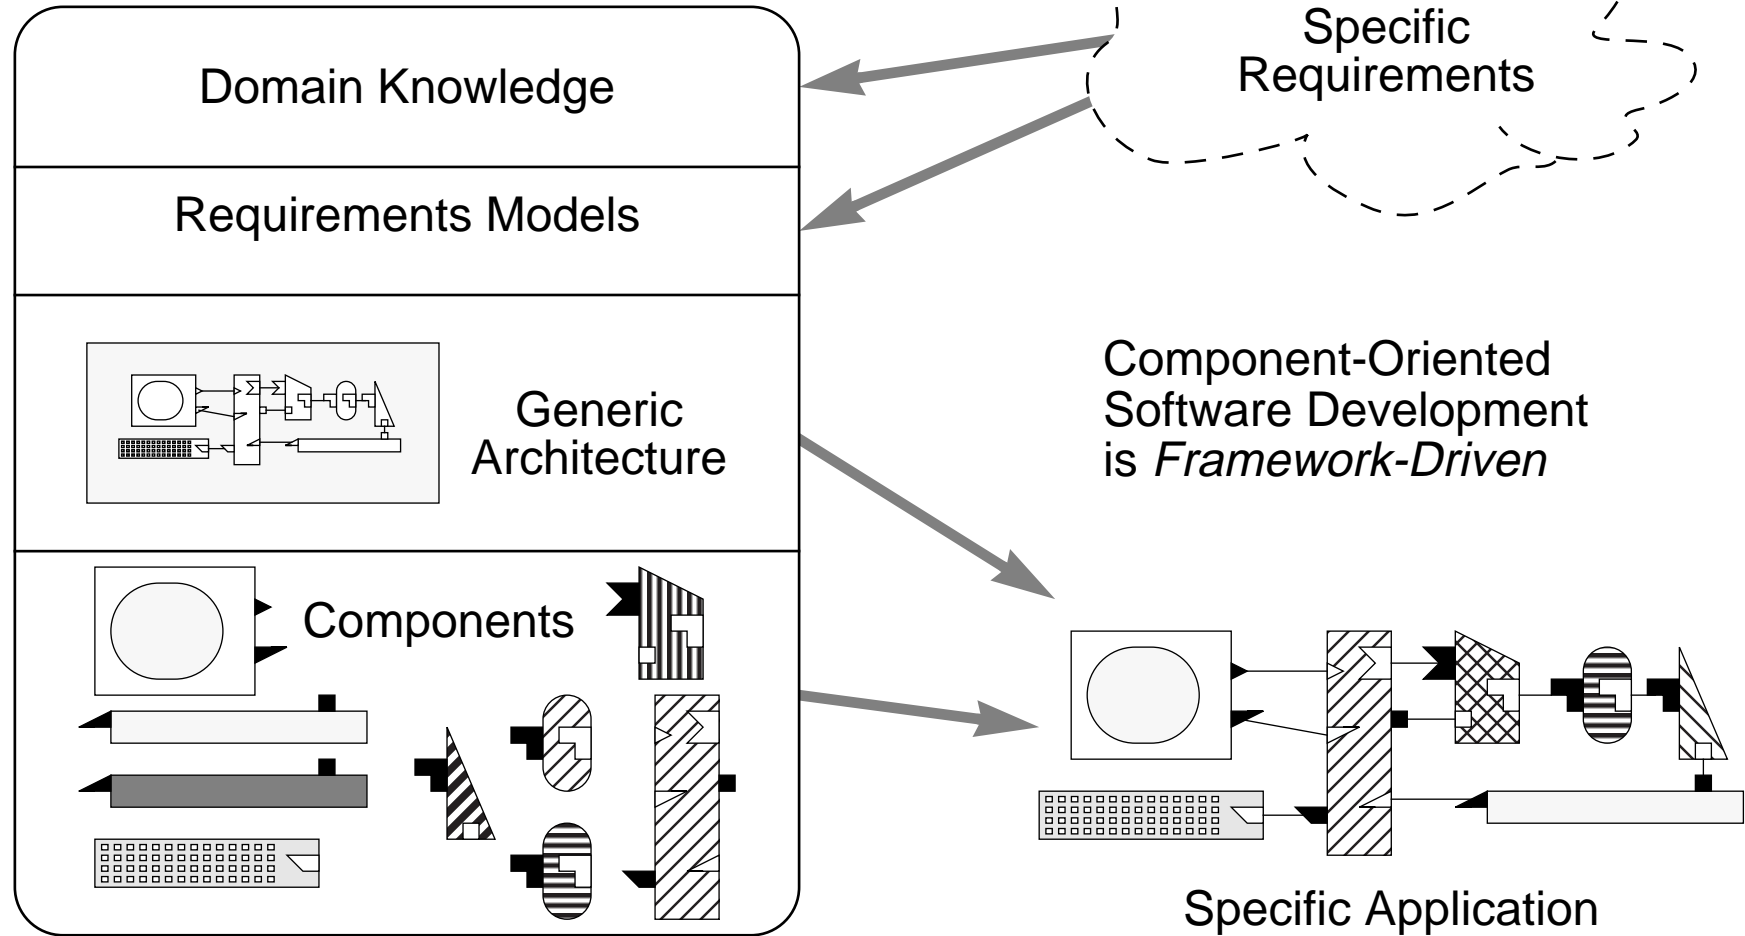 Domain Knowledge
Requirements Models
Generic
Architecture
Components
Specific
Requirements
Component-Oriented
Software Development
is Framework-Driven
Specific Application